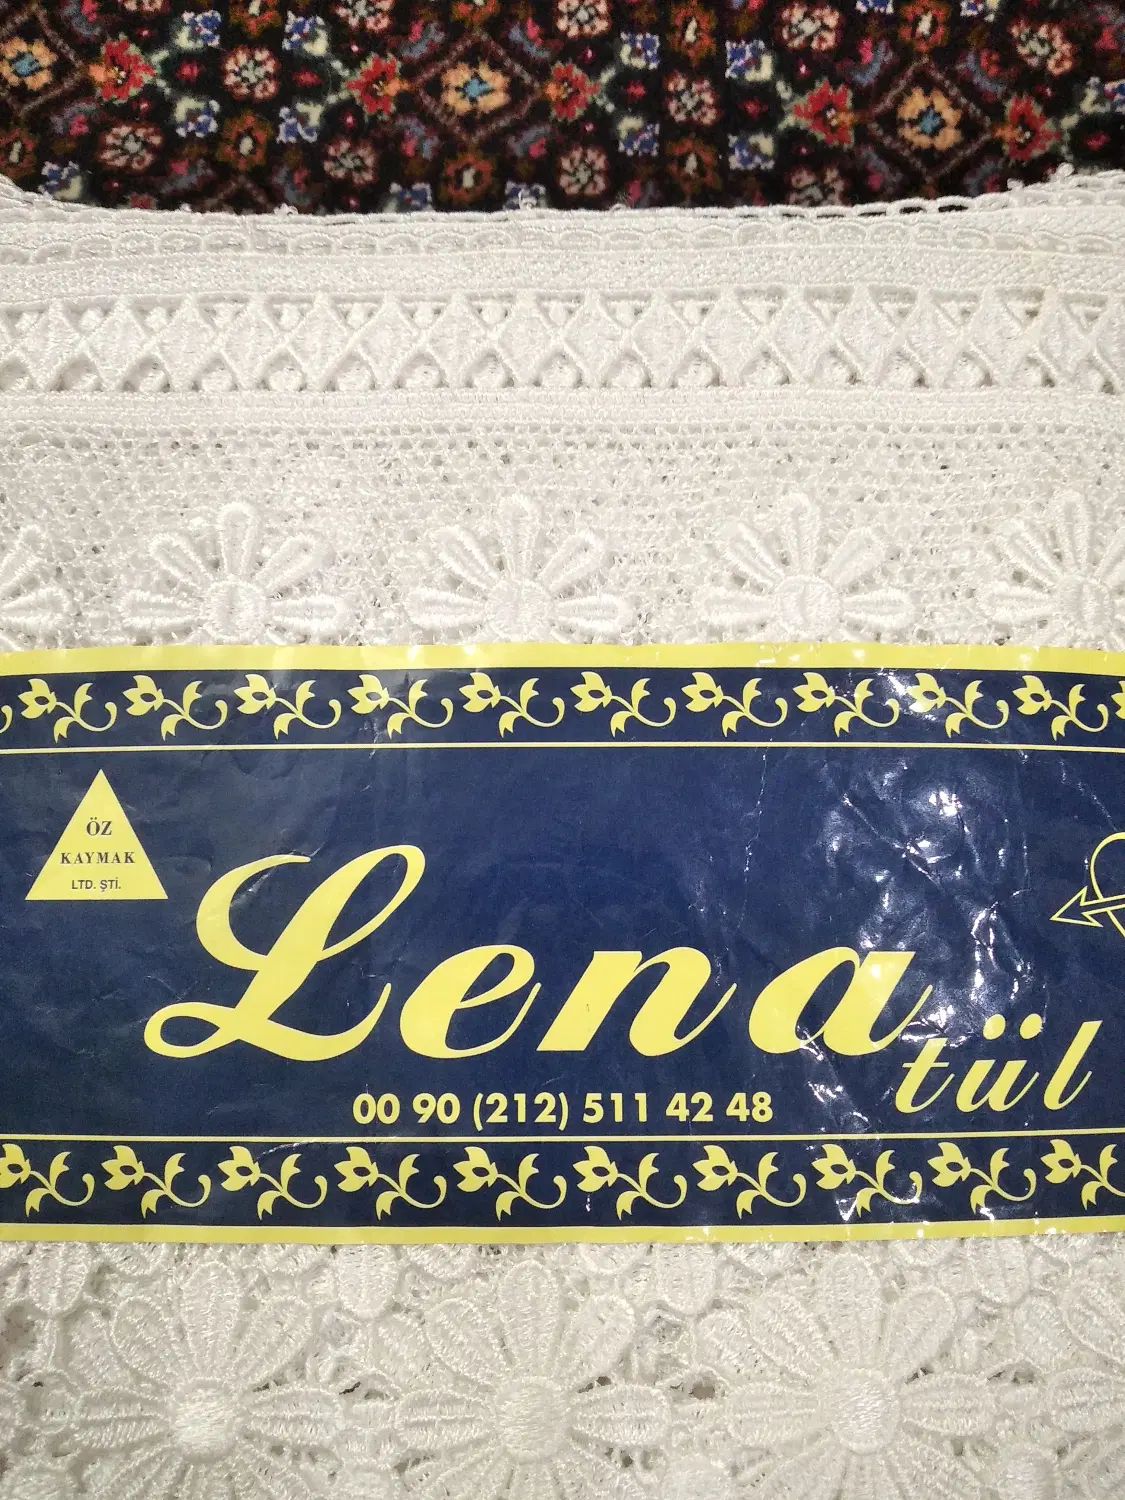 ÖZ
KAYMAK
LTD. ŞTİ.
Lena
tül
00 90 (212) 511 42 48